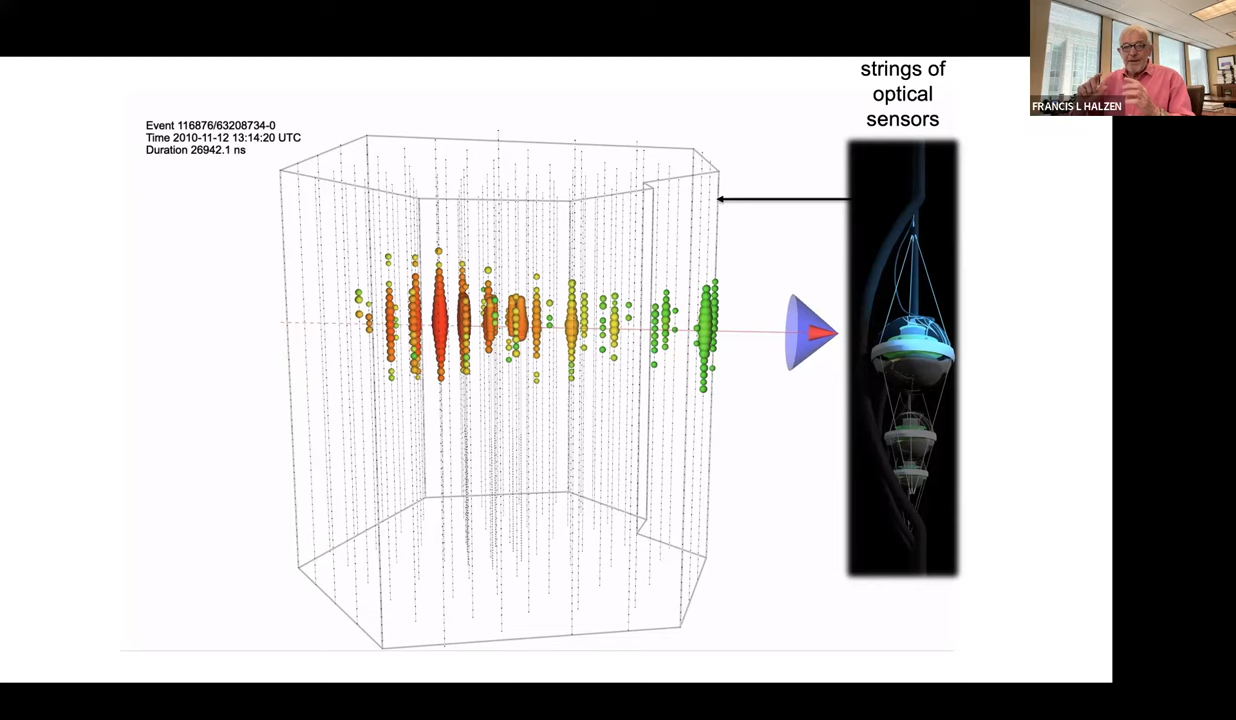 strings of
optical
sensors
Event 116876/63208734-0
Time 2010-11-12 13:14:20 UTC
Duration 26942.1 ns
FRANCIS L HALZEN